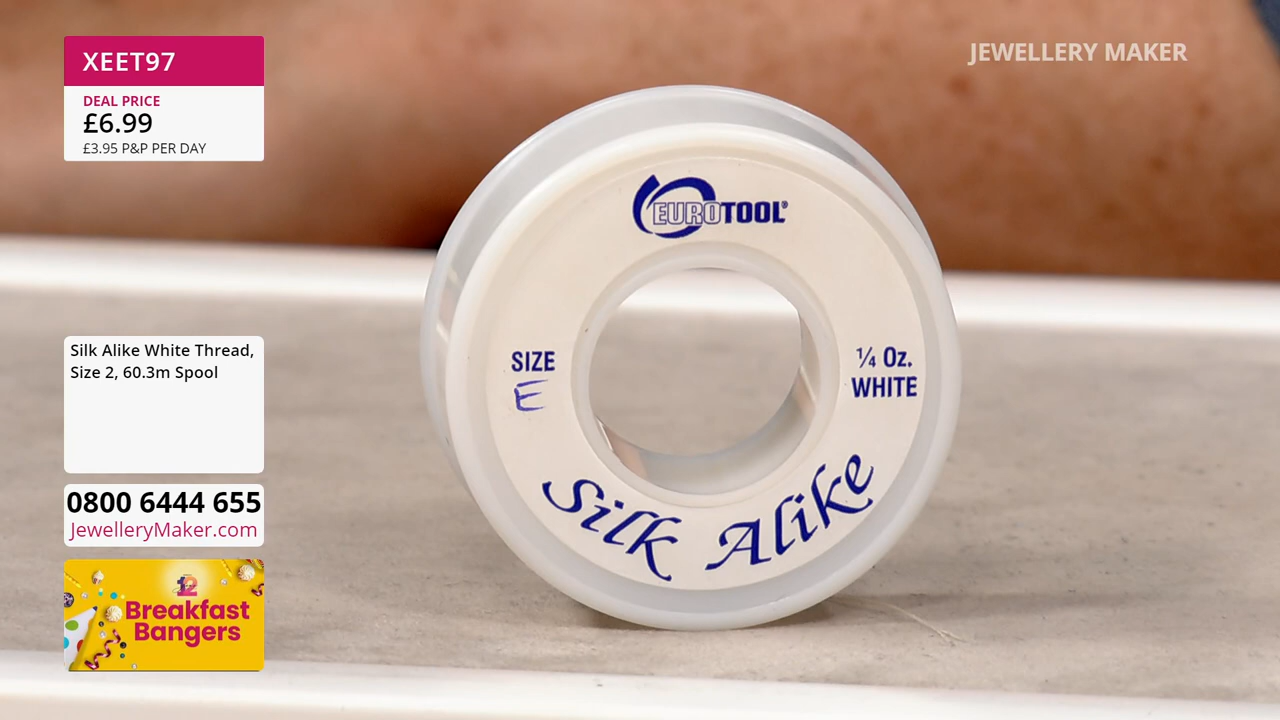 XEET97
DEAL PRICE
£6.99
£3.95 P&P PER DAY
JEWELLERY MAKER
EUROTOOL®
SIZE
E
¼ Oz.
WHITE
Silk Alike
Silk Alike White Thread,
Size 2, 60.3m Spool
0800 6444 655
JewelleryMaker.com
12
Breakfast
Bangers